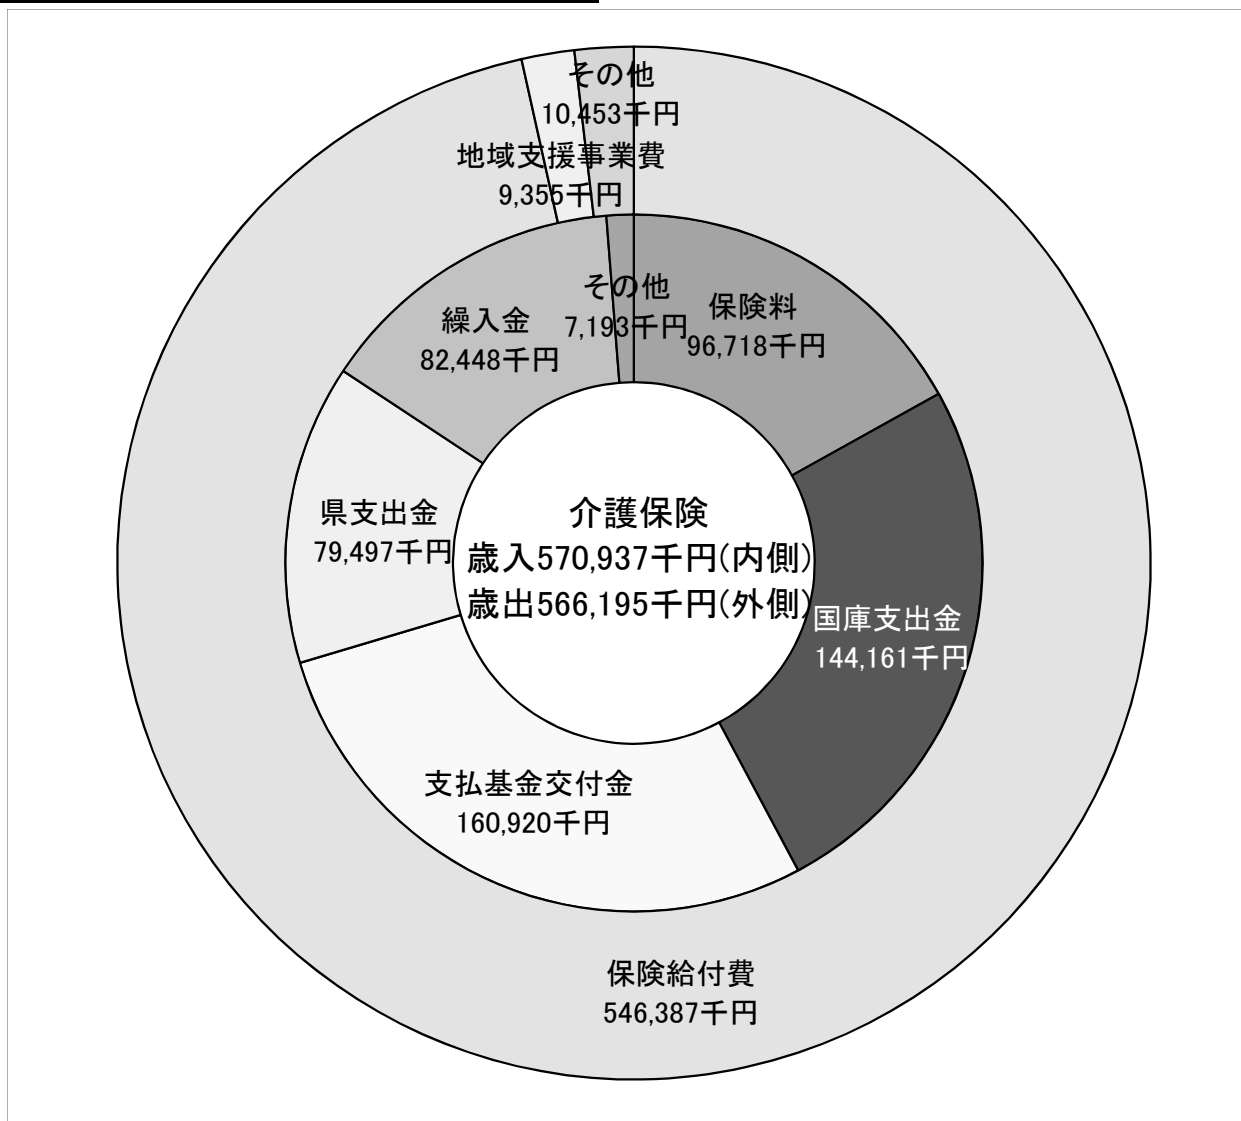 その他
10,453千円
地域支援事業費
9,355千円
その他
7,193千円
保険料
96,718千円
繰入金
82,448千円
県支出金
79,497千円
介護保険
歳入570,937千円(内側)
歳出566,195千円(外側)
国庫支出金
144,161千円
支払基金交付金
160,920千円
保険給付費
546,387千円